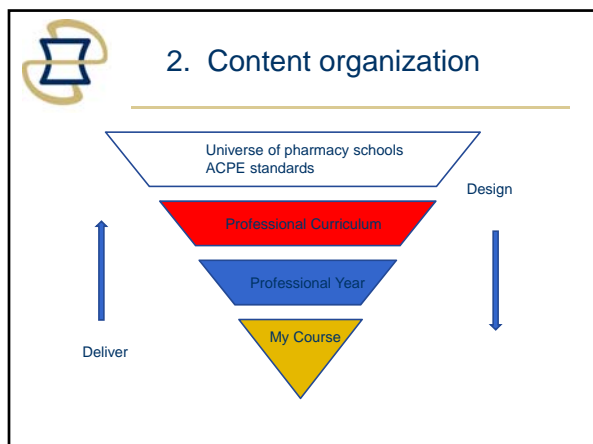 2. Content organization
Universe of pharmacy schools
ACPE standards
Design
Professional Curriculum
Professional Year
My Course
Deliver